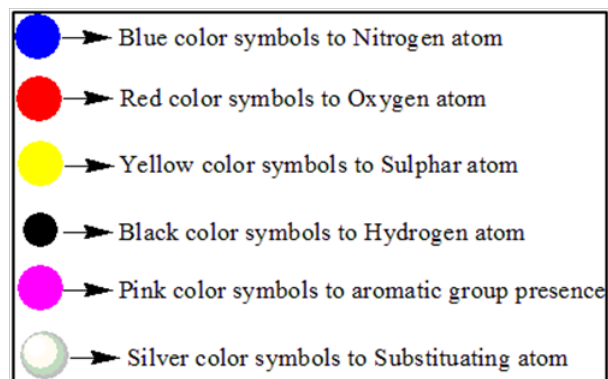 Blue color symbols to Nitrogen atom
Red color symbols to Oxygen atom
Yellow color symbols to Sulphar atom
Black color symbols to Hydrogen atom
Pink color symbols to aromatic group presence
Silver color symbols to Substituating atom